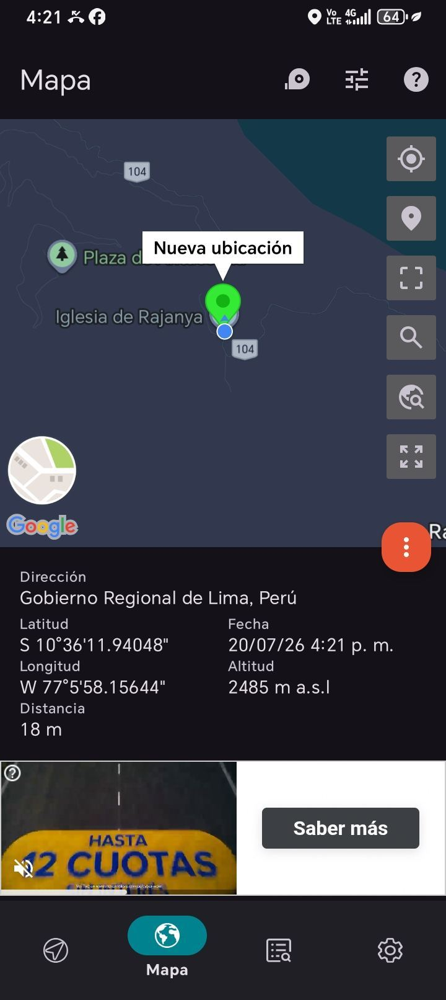 4:21
Vo LTE 4G 64
Mapa
104
Nueva ubicación
Plaza d
Iglesia de Rajanya
104
Google
Ra
Dirección
Gobierno Regional de Lima, Perú
Latitud
S 10°36'11.94048"
Fecha
20/07/26 4:21 p. m.
Longitud
W 77°5'58.15644"
Altitud
2485 m a.s.l
Distancia
18 m
HASTA
12 CUOTAS
Saber más
Mapa